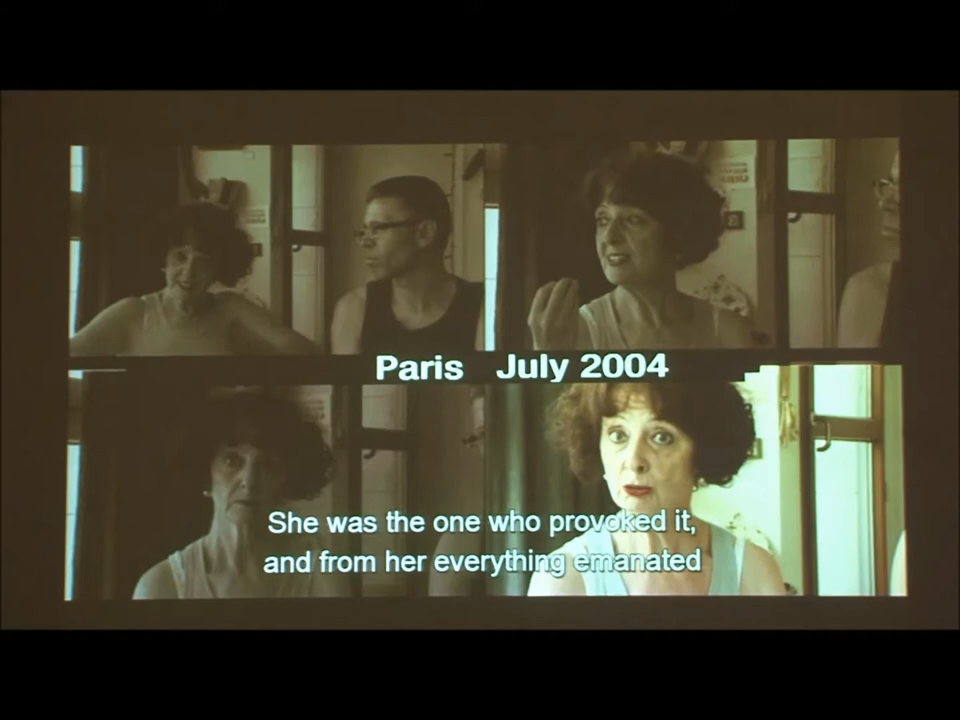 Paris July 2004
She was the one who provoked it,
and from her everything emanated